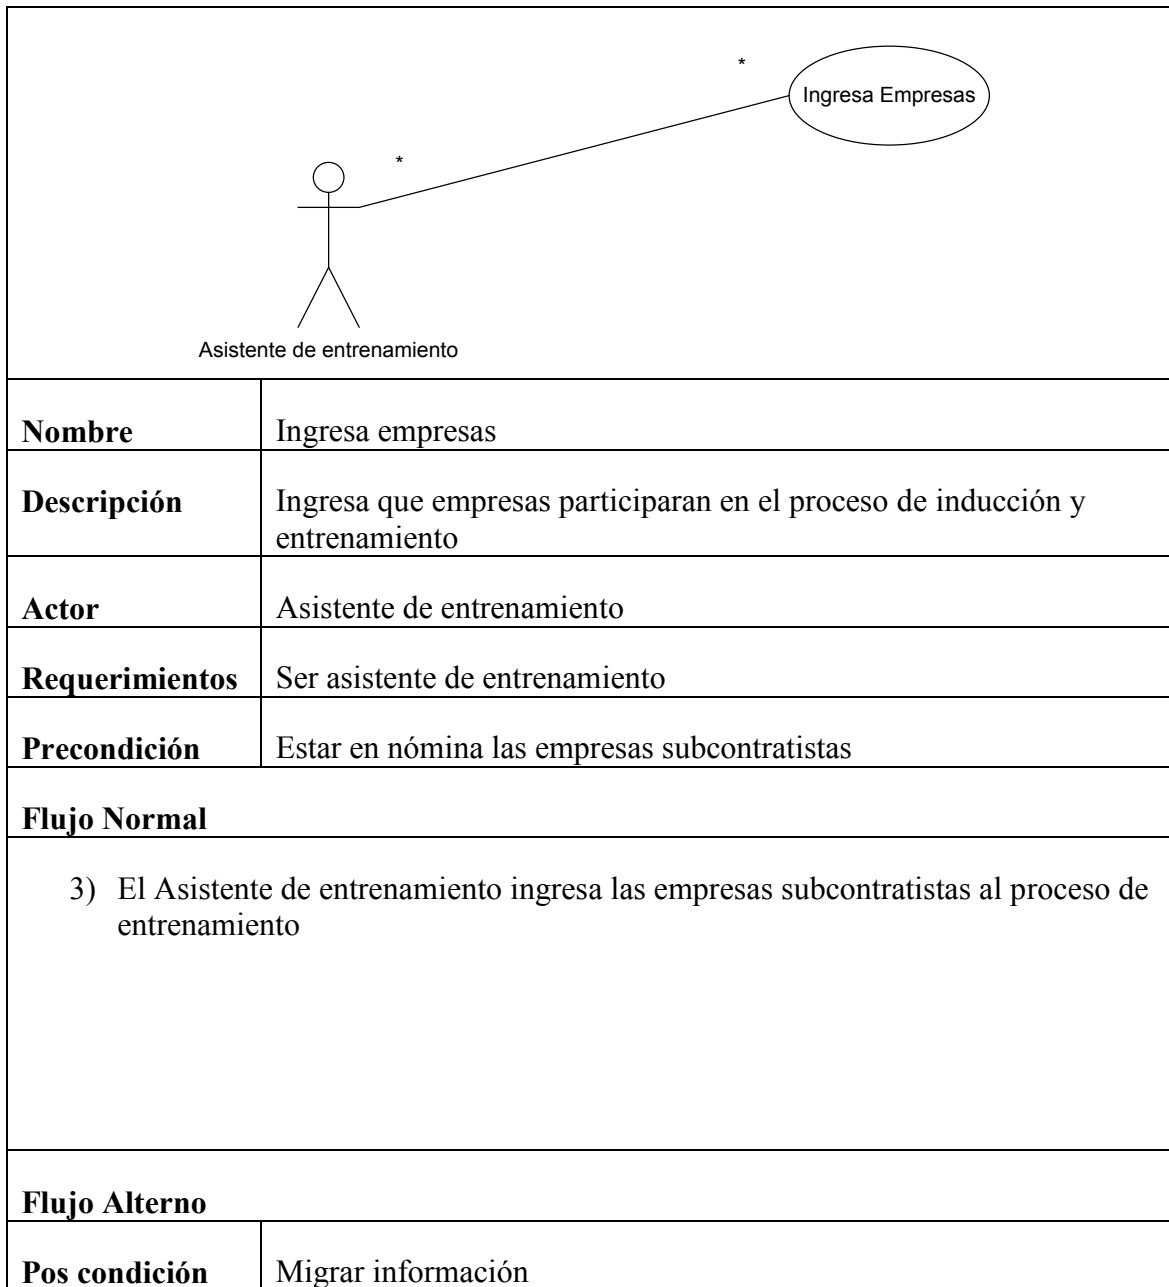 *
Ingresa Empresas
*
Asistente de entrenamiento
Nombre
Ingresa empresas
Descripción
Ingresa que empresas participaran en el proceso de inducción y
entrenamiento
Actor
Asistente de entrenamiento
Requerimientos
Ser asistente de entrenamiento
Precondición
Estar en nómina las empresas subcontratistas
Flujo Normal
3) El Asistente de entrenamiento ingresa las empresas subcontratistas al proceso de
entrenamiento
Flujo Alterno
Pos condición
Migrar información